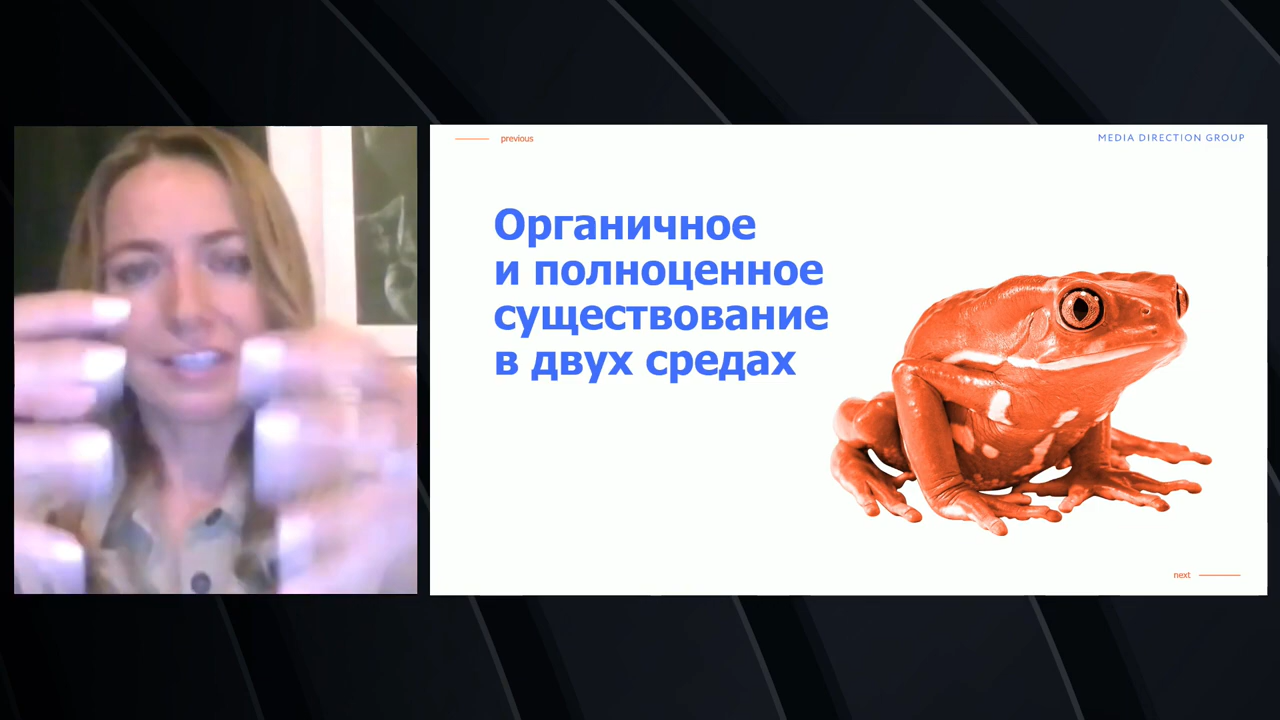 previous
MEDIA DIRECTION GROUP
Органичное
и полноценное
существование
в двух средах
next